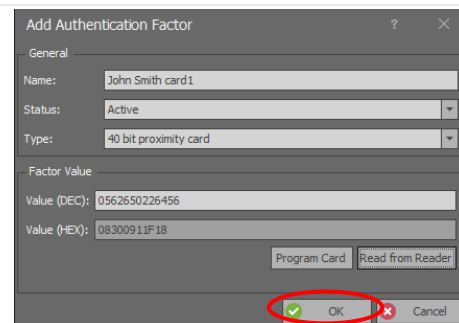 Add Authentication Factor ?
General
Name: John Smith card1
Status: Active
Type: 40 bit proximity card
Factor Value
Value (DEC): 0562650226456
Value (HEX): 08300911F18
Program Card Read from Reader
OK Cancel